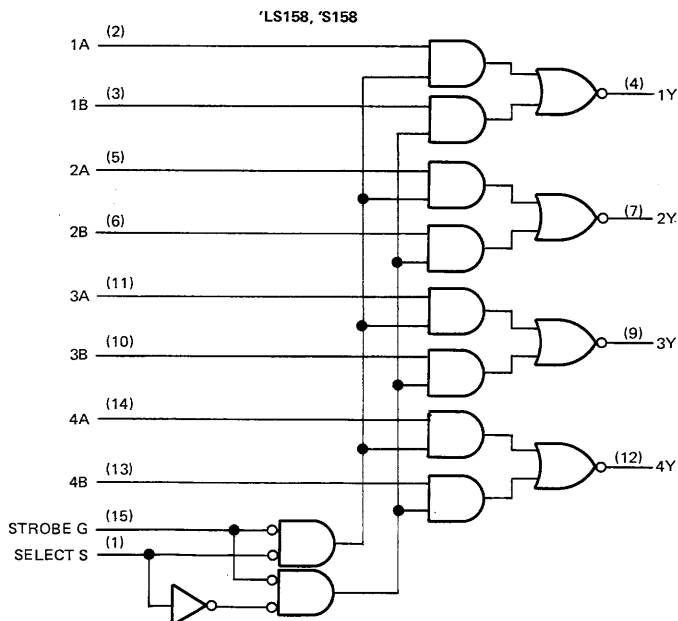 'LS158, 'S158
1A (2)
1B (3)
(4) 1Y
2A (5)
2B (6)
(7) 2Y
3A (11)
3B (10)
(9) 3Y
4A (14)
4B (13)
(12) 4Y
STROBE G (15)
SELECT S (1)